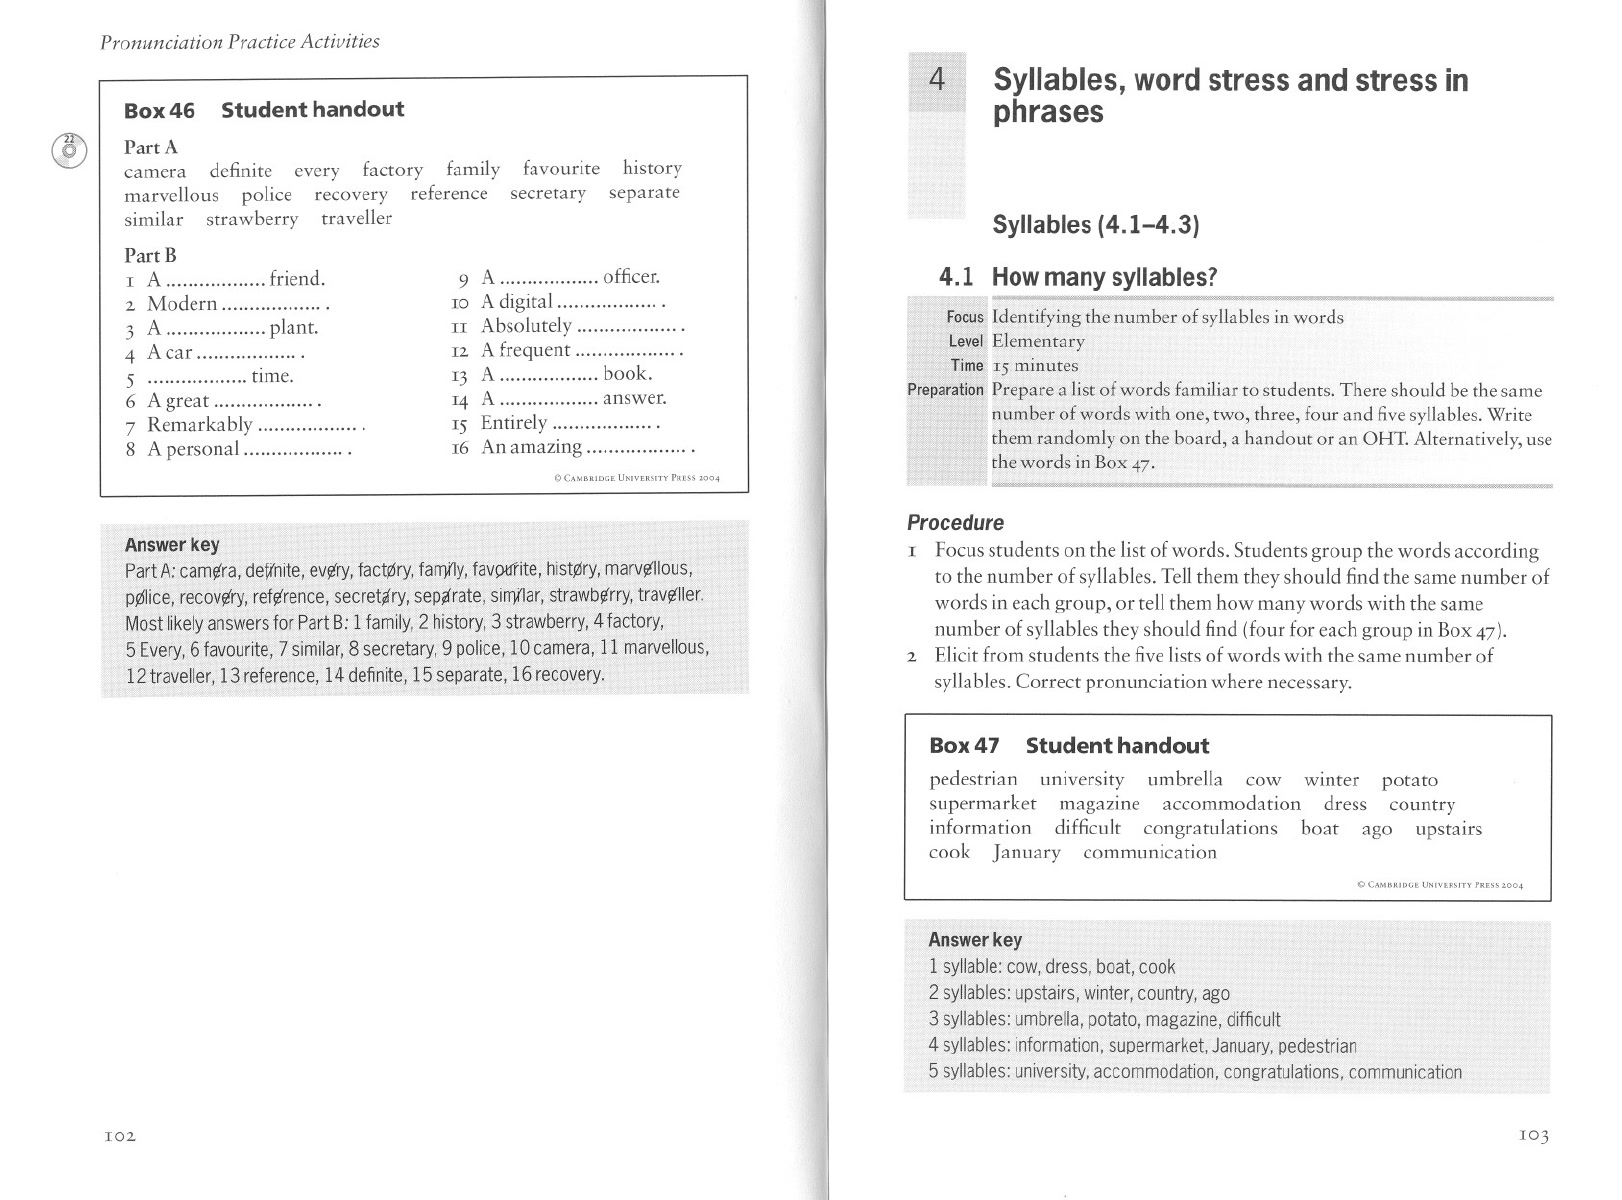 Pronunciation Practice Activities
Box 46 Student handout
22
Part A
camera definite every factory family favourite history
marvellous police recovery reference secretary separate
similar strawberry traveller
Part B
1 A .................. friend.
2 Modern .................. .
3 A .................. plant.
4 A car .................. .
5 .................. time.
6 A great .................. .
7 Remarkably .................. .
8 A personal .................. .
9 A .................. officer.
10 A digital .................. .
11 Absolutely .................. .
12 A frequent .................. .
13 A .................. book.
14 A .................. answer.
15 Entirely .................. .
16 An amazing .................. .
© CAMBRIDGE UNIVERSITY PRESS 2004
Answer key
Part A: camera, definite, every, factory, family, favourite, history, marvellous,
police, recovery, reference, secretary, separate, similar, strawberry, traveller.
Most likely answers for Part B: 1 family, 2 history, 3 strawberry, 4 factory,
5 Every, 6 favourite, 7 similar, 8 secretary, 9 police, 10 camera, 11 marvellous,
12 traveller, 13 reference, 14 definite, 15 separate, 16 recovery.
102
4 Syllables, word stress and stress in
phrases
Syllables (4.1–4.3)
4.1 How many syllables?
Focus Identifying the number of syllables in words
Level Elementary
Time 15 minutes
Preparation Prepare a list of words familiar to students. There should be the same
number of words with one, two, three, four and five syllables. Write
them randomly on the board, a handout or an OHT. Alternatively, use
the words in Box 47.
Procedure
1 Focus students on the list of words. Students group the words according
to the number of syllables. Tell them they should find the same number of
words in each group, or tell them how many words with the same
number of syllables they should find (four for each group in Box 47).
2 Elicit from students the five lists of words with the same number of
syllables. Correct pronunciation where necessary.
Box 47 Student handout
pedestrian university umbrella cow winter potato
supermarket magazine accommodation dress country
information difficult congratulations boat ago upstairs
cook January communication
© CAMBRIDGE UNIVERSITY PRESS 2004
Answer key
1 syllable: cow, dress, boat, cook
2 syllables: upstairs, winter, country, ago
3 syllables: umbrella, potato, magazine, difficult
4 syllables: information, supermarket, January, pedestrian
5 syllables: university, accommodation, congratulations, communication
103